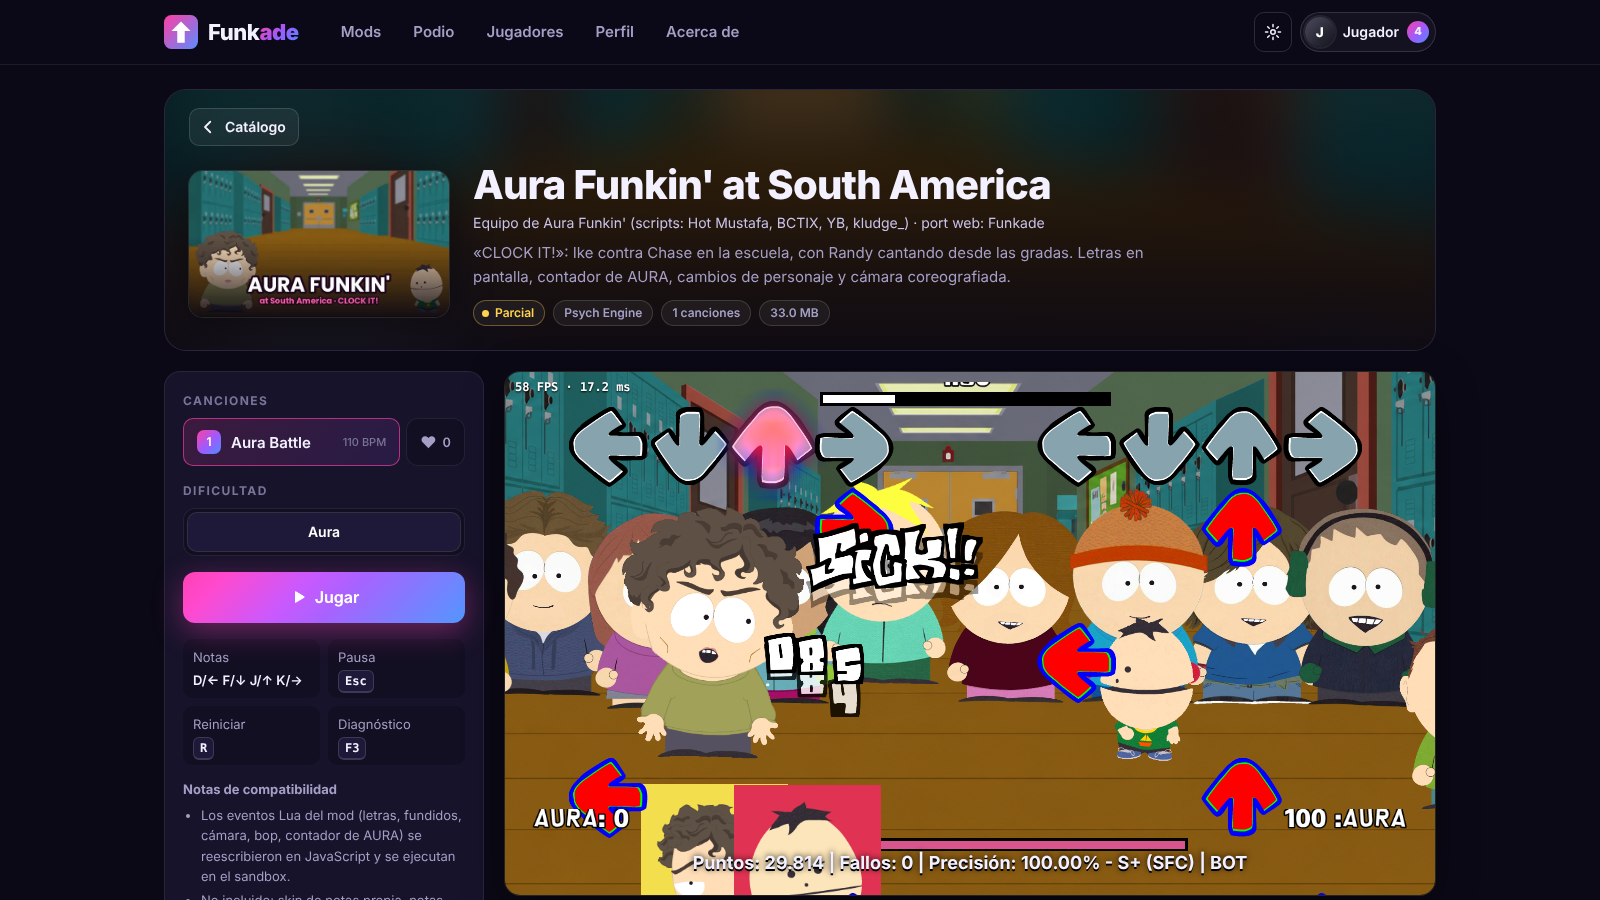 Funkade
Mods
Podio
Jugadores
Perfil
Acerca de
J
Jugador
4
Catálogo
AURA FUNKIN'
at South America - CLOCK IT!
Aura Funkin' at South America
Equipo de Aura Funkin' (scripts: Hot Mustafa, BCTIX, YB, kludge_) · port web: Funkade
«CLOCK IT!»: Ike contra Chase en la escuela, con Randy cantando desde las gradas. Letras en
pantalla, contador de AURA, cambios de personaje y cámara coreografiada.
Parcial
Psych Engine
1 canciones
33.0 MB
CANCIONES
1
Aura Battle
110 BPM
0
DIFICULTAD
Aura
Jugar
Notas
D/← F/↓ J/↑ K/→
Pausa
Esc
Reiniciar
R
Diagnóstico
F3
Notas de compatibilidad
• Los eventos Lua del mod (letras, fundidos,
cámara, bop, contador de AURA) se
reescribieron en JavaScript y se ejecutan
en el sandbox.
58 FPS · 17.2 ms
SiCK!!
085
4
AURA: 0
100 :AURA
Puntos: 29.814 | Fallos: 0 | Precisión: 100.00% - S+ (SFC) | BOT